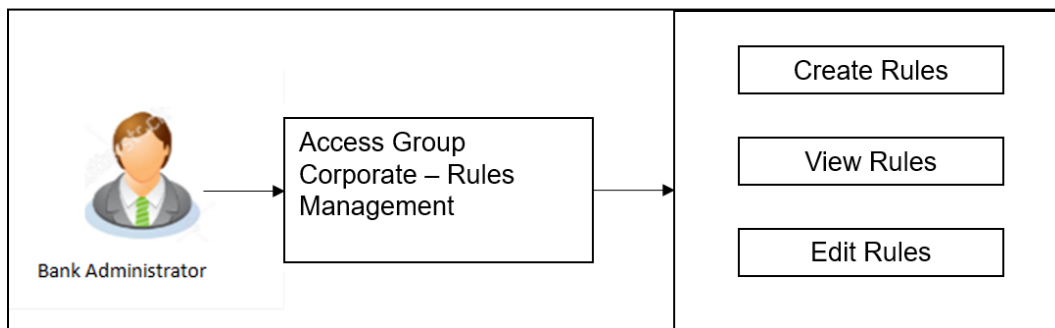 Bank Administrator
Access Group
Corporate – Rules
Management
Create Rules
View Rules
Edit Rules